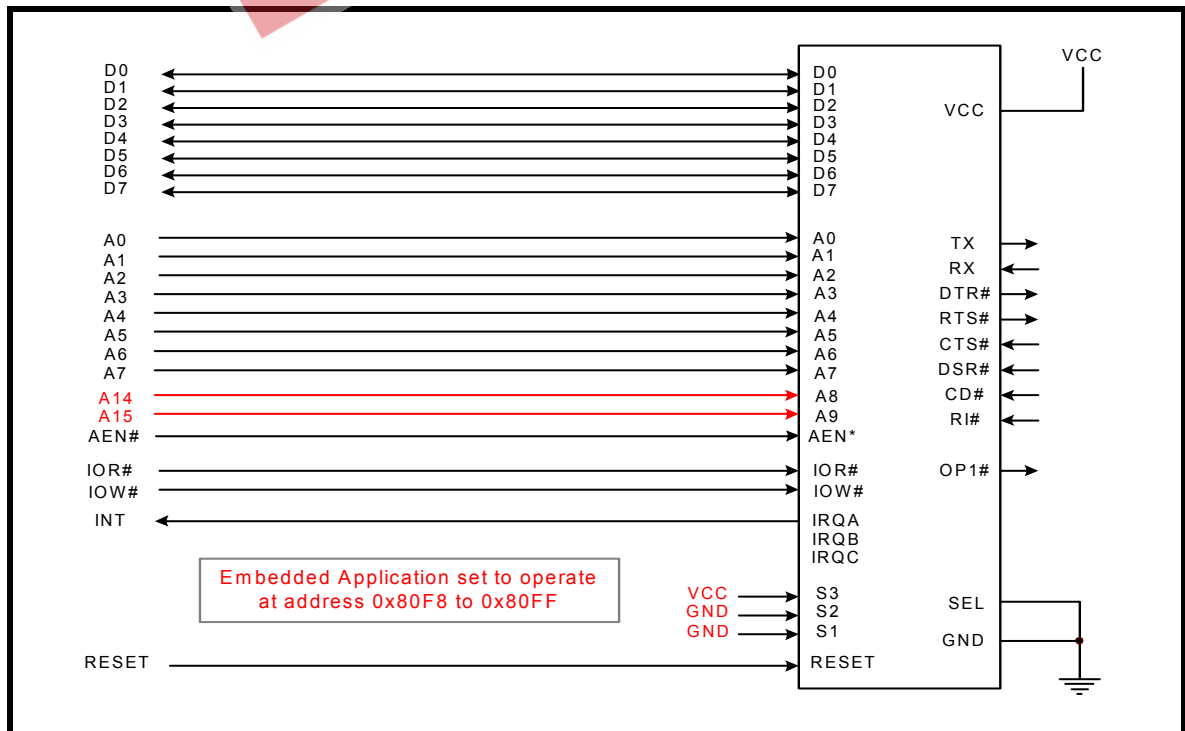 VCC
D0
D1
D2
D3
D4
D5
D6
D7
D0
D1
D2
D3
D4
D5
D6
D7
VCC
A0
A1
A2
A3
A4
A5
A6
A7
A14
A15
AEN#
A0
A1
A2
A3
A4
A5
A6
A7
A8
A9
AEN*
TX
RX
DTR#
RTS#
CTS#
DSR#
CD#
RI#
IOR#
IOW#
INT
IOR#
IOW#
IRQA
IRQB
IRQC
OP1#
Embedded Application set to operate
at address 0x80F8 to 0x80FF
VCC
GND
GND
S3
S2
S1
SEL
GND
RESET
RESET